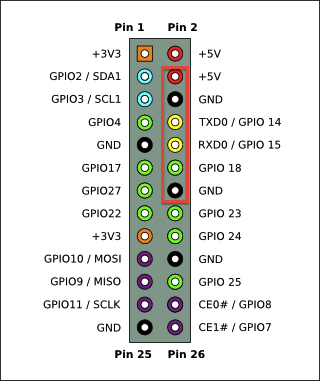 Pin 1 Pin 2
+3V3 +5V
GPIO2 / SDA1 +5V
GPIO3 / SCL1 GND
GPIO4 TXD0 / GPIO 14
GND RXD0 / GPIO 15
GPIO17 GPIO 18
GPIO27 GND
GPIO22 GPIO 23
+3V3 GPIO 24
GPIO10 / MOSI GND
GPIO9 / MISO GPIO 25
GPIO11 / SCLK CE0# / GPIO8
GND CE1# / GPIO7
Pin 25 Pin 26